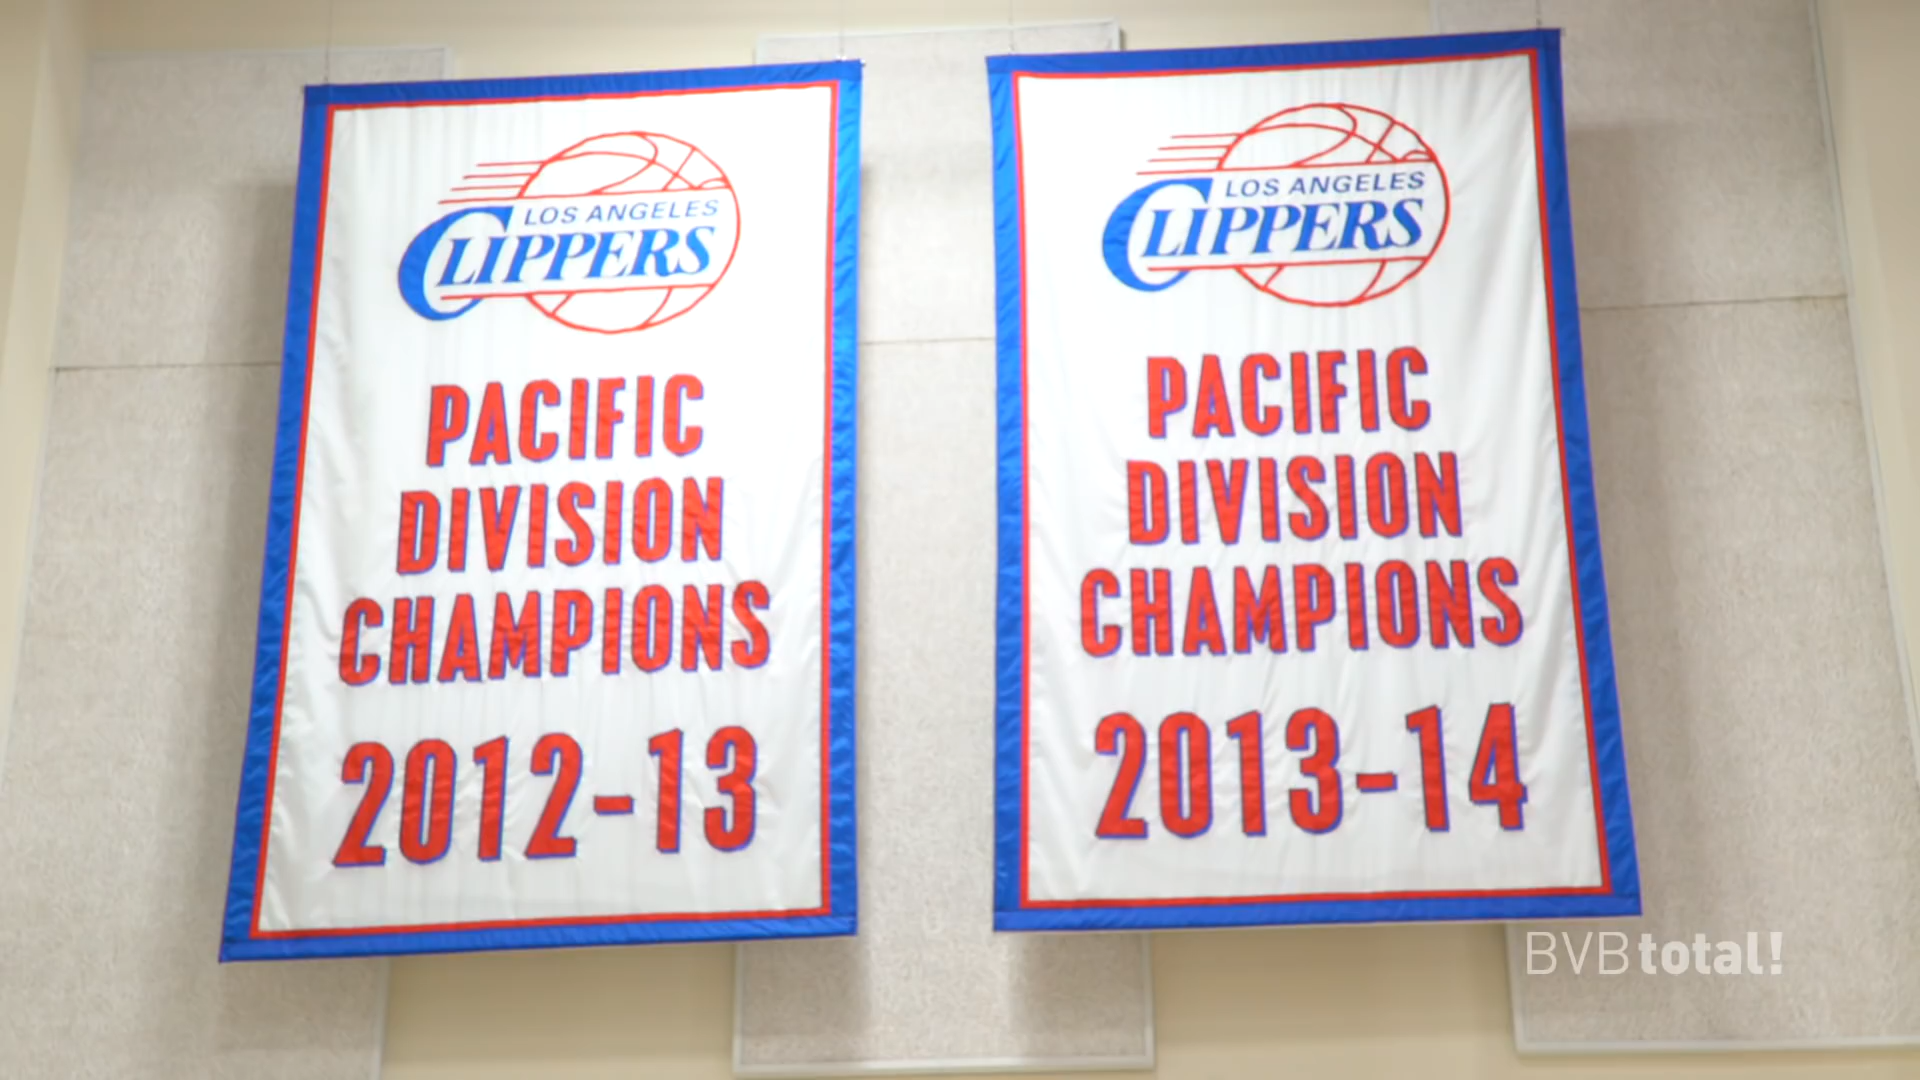 LOS ANGELES
CLIPPERS
PACIFIC
DIVISION
CHAMPIONS
2012-13
LOS ANGELES
CLIPPERS
PACIFIC
DIVISION
CHAMPIONS
2013-14
BVBtotal!